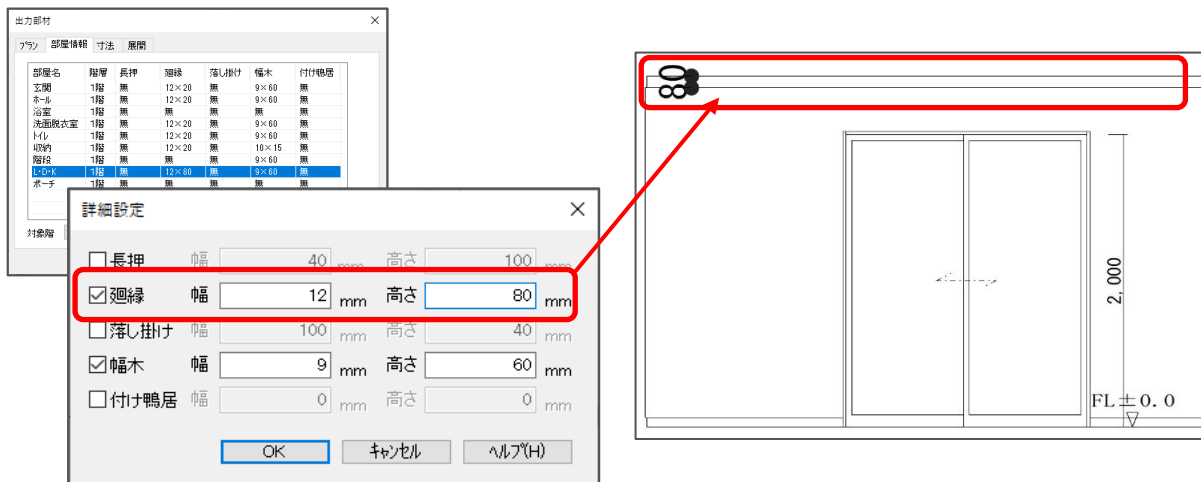 出力部材
プラン 部屋情報 寸法 展開
部屋名 階層 長押 廻縁 落し掛け 幅木 付け鴨居
玄関 1階 無 12×20 無 9×60 無
ホール 1階 無 12×20 無 9×60 無
浴室 1階 無 無 無 無 無
洗面脱衣室 1階 無 12×20 無 9×60 無
トイレ 1階 無 12×20 無 9×60 無
収納 1階 無 12×20 無 10×15 無
階段 1階 無 無 無 9×60 無
L・D・K 1階 無 12×80 無 9×60 無
ポーチ 1階 無 無 無 無 無
対象階
詳細設定
長押 幅 40 mm 高さ 100 mm
廻縁 幅 12 mm 高さ 80 mm
落し掛け 幅 100 mm 高さ 40 mm
幅木 幅 9 mm 高さ 60 mm
付け鴨居 幅 0 mm 高さ 0 mm
OK キャンセル ヘルプ(H)
80
2,000
FL±0.0